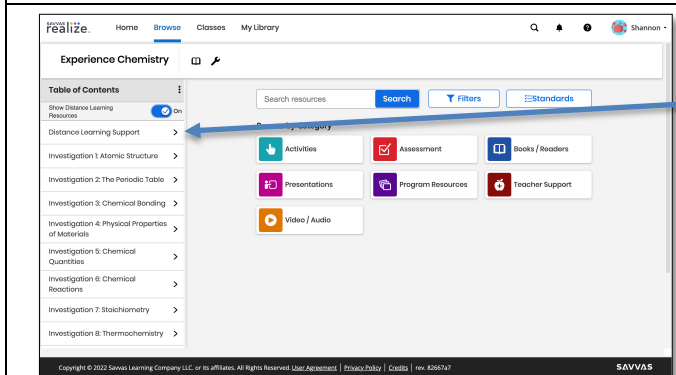 SAVVAS
realize. Home Browse Classes My Library Shannon
Experience Chemistry
Table of Contents
Show Distance Learning
Resources On
Distance Learning Support
Investigation 1: Atomic Structure
Investigation 2: The Periodic Table
Investigation 3: Chemical Bonding
Investigation 4: Physical Properties
of Materials
Investigation 5: Chemical
Quantities
Investigation 6: Chemical
Reactions
Investigation 7: Stoichiometry
Investigation 8: Thermochemistry
Search resources Search Filters Standards
by category
Activities Assessment Books / Readers
Presentations Program Resources Teacher Support
Video / Audio
Copyright © 2022 Savvas Learning Company LLC. or its affiliates. All Rights Reserved. User Agreement | Privacy Policy | Credits | rev. 82667a7 SAVVAS